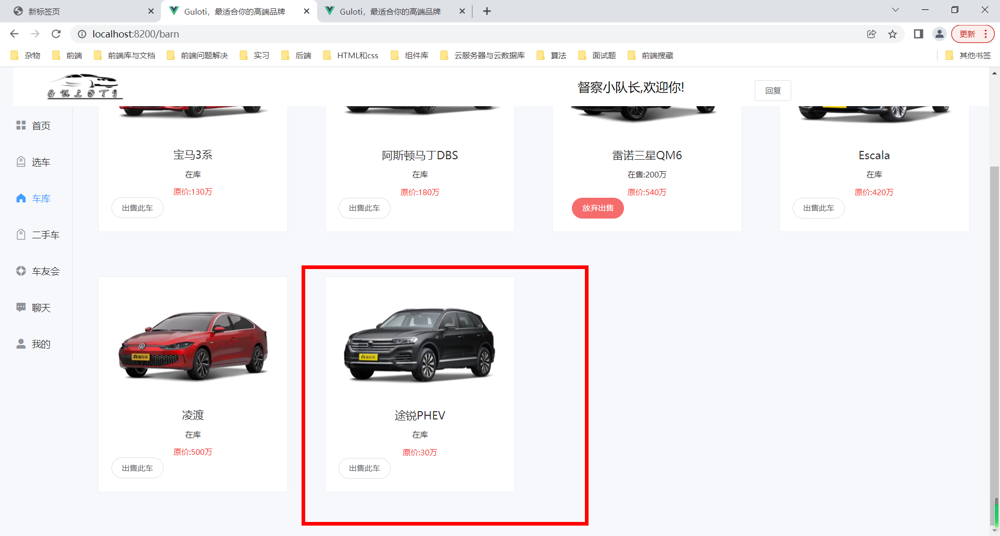 新标签页
Guloti，最适合你的高端品牌
Guloti，最适合你的高端品牌
localhost:8200/barn
更新
杂物
前端
前端库与文档
前端问题解决
实习
后端
HTML和css
组件库
云服务器与云数据库
算法
面试题
前端搜藏
其他书签
GULOTI
督察小队长,欢迎你!
回复
首页
选车
车库
二手车
车友会
聊天
我的
宝马3系
在库
原价:130万
出售此车
阿斯顿马丁DBS
在库
原价:180万
出售此车
雷诺三星QM6
在售:200万
原价:540万
放弃出售
Escala
在库
原价:420万
出售此车
懂车帝
凌渡
在库
原价:500万
出售此车
懂车帝
途锐PHEV
在库
原价:30万
出售此车